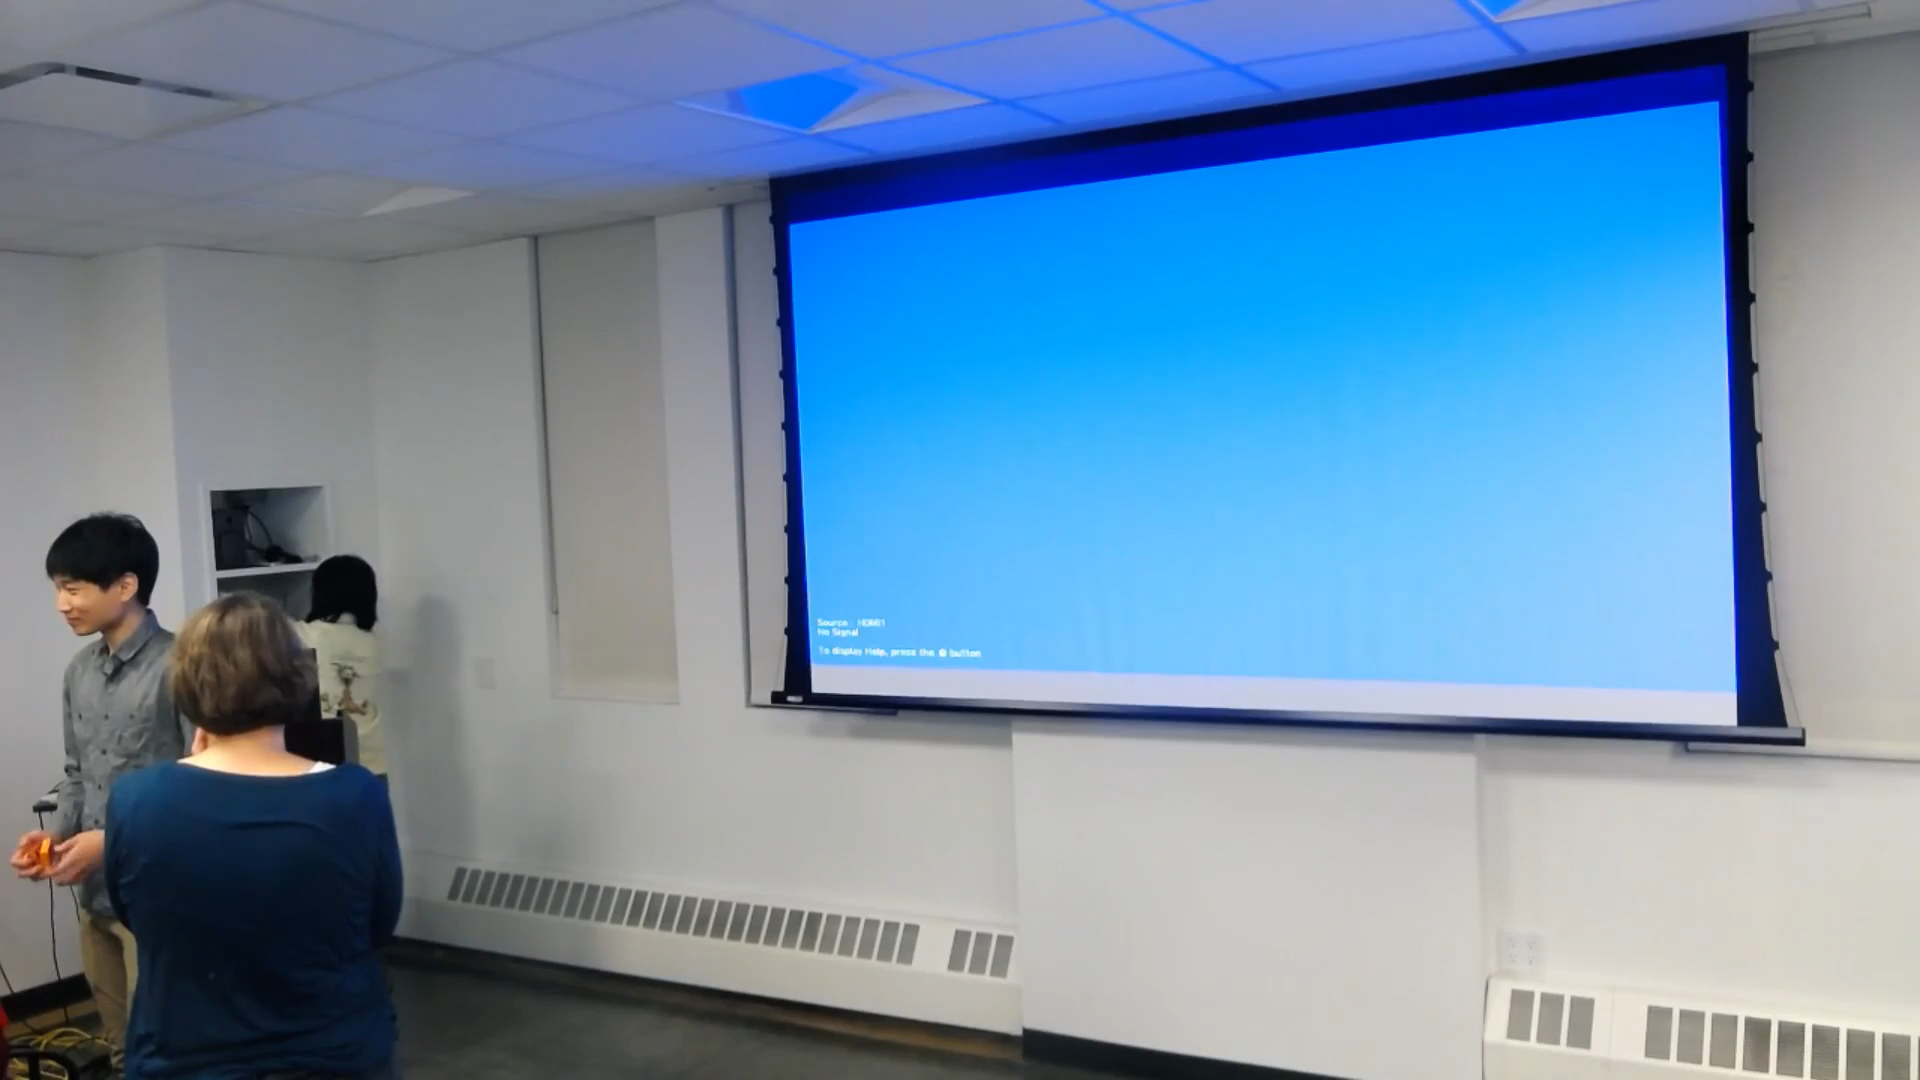 Source : HDMI1
No Signal
To display Help, press the button